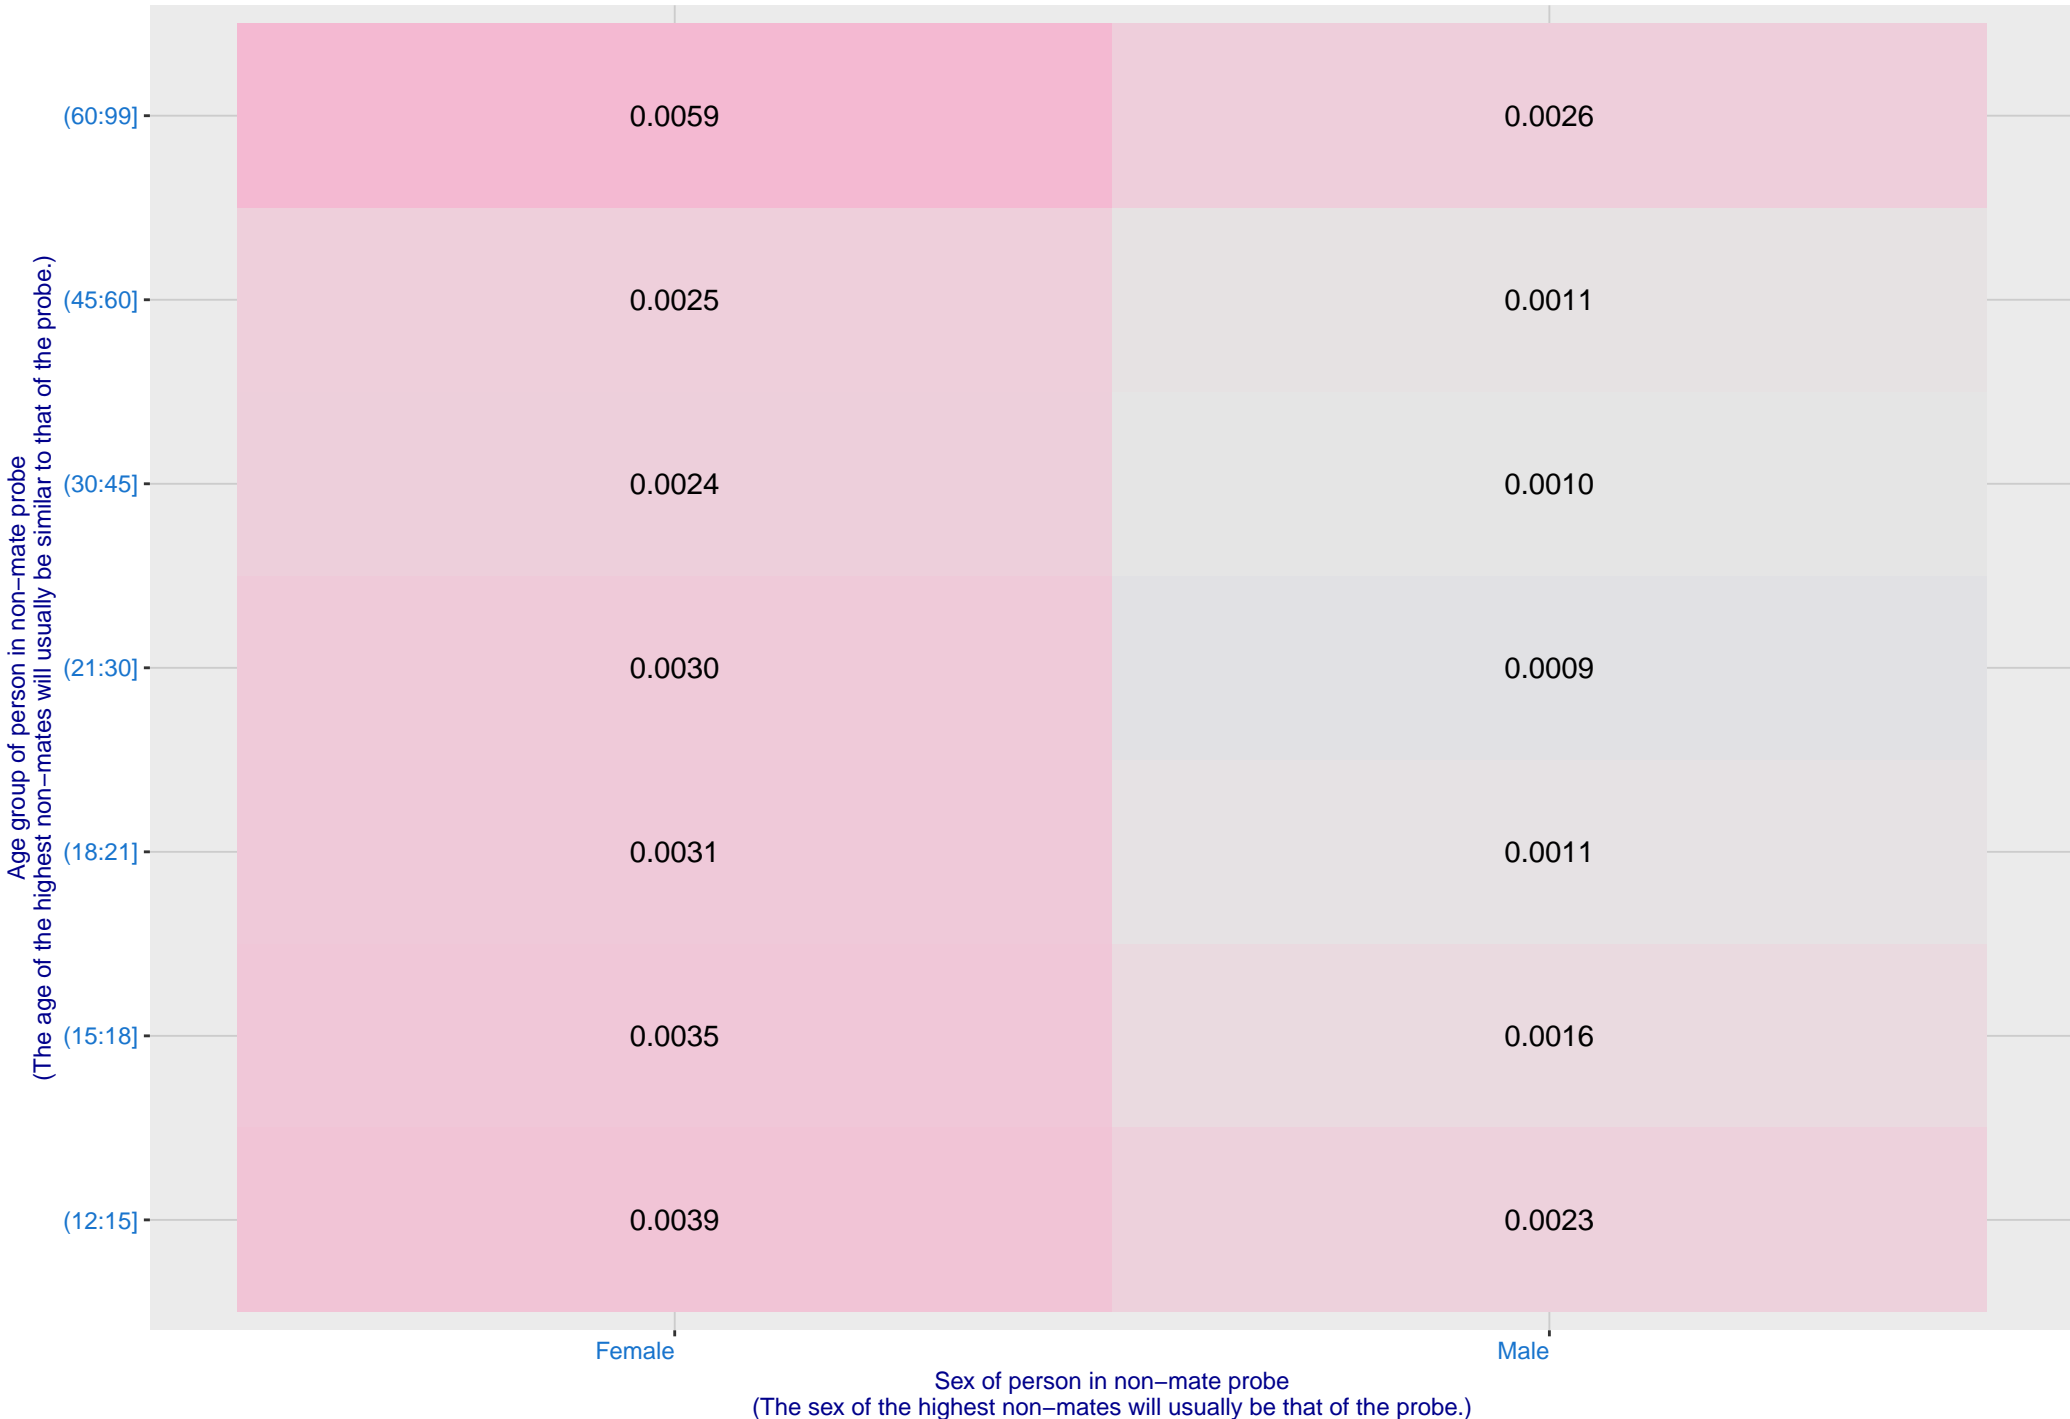 Age group of person in non−mate probe
(The age of the highest non−mates will usually be similar to that of the probe.)
(60:99] 0.0059 0.0026
(45:60] 0.0025 0.0011
(30:45] 0.0024 0.0010
(21:30] 0.0030 0.0009
(18:21] 0.0031 0.0011
(15:18] 0.0035 0.0016
(12:15] 0.0039 0.0023
Female Male
Sex of person in non−mate probe
(The sex of the highest non−mates will usually be that of the probe.)